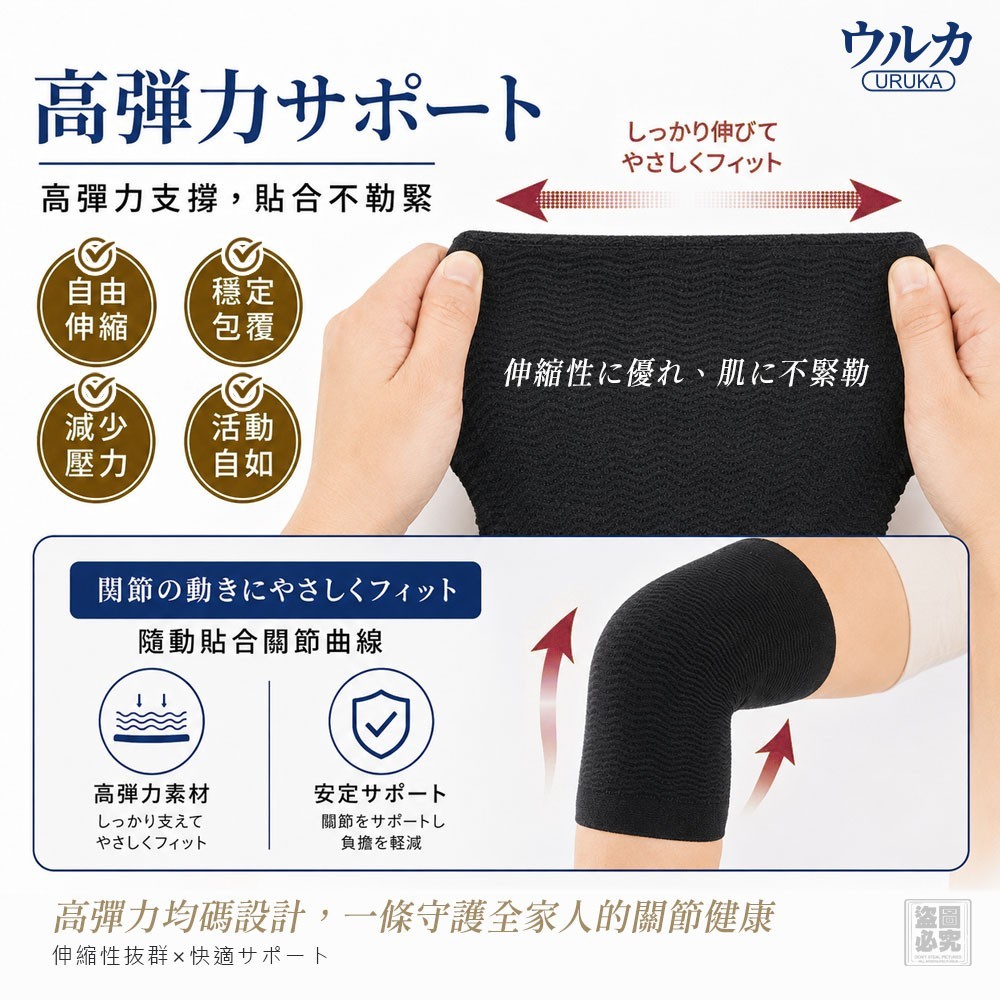 ウルカ
URUKA
高弾力サポート
高彈力支撐，貼合不勒緊
しっかり伸びて
やさしくフィット
自由
伸縮
穩定
包覆
減少
壓力
活動
自如
伸縮性に優れ、肌に不緊勒
関節の動きにやさしくフィット
隨動貼合關節曲線
高弾力素材
しっかり支えて
やさしくフィット
安定サポート
關節をサポートし
負擔を軽減
高彈力均碼設計，一條守護全家人的關節健康
伸縮性抜群×快適サポート
盜圖
必究